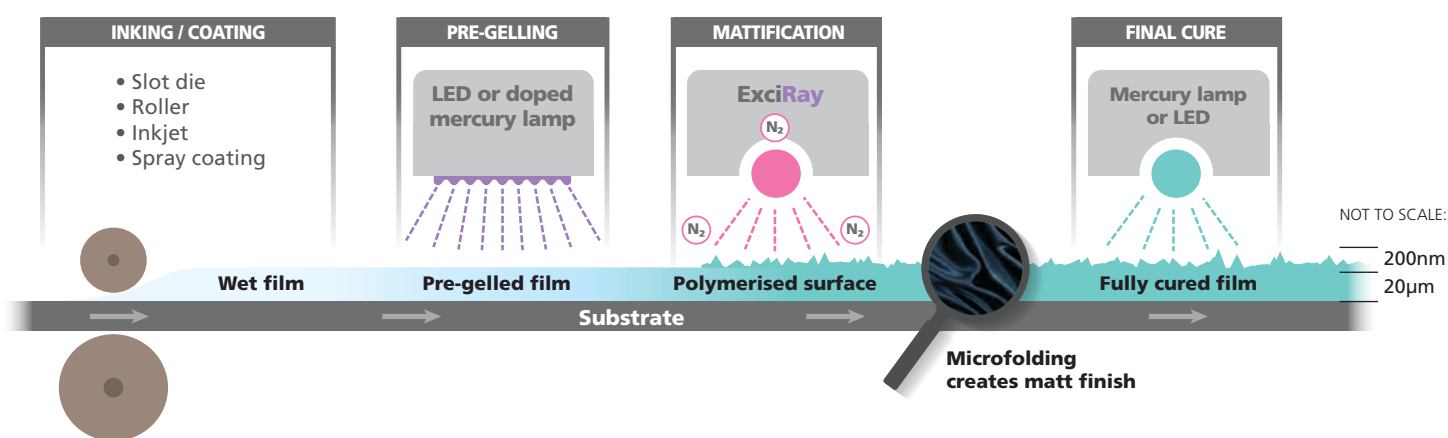 INKING / COATING
• Slot die
• Roller
• Inkjet
• Spray coating
PRE-GELLING
LED or doped
mercury lamp
MATTIFICATION
ExciRay
N₂
N₂
N₂
FINAL CURE
Mercury lamp
or LED
NOT TO SCALE:
200nm
20µm
Wet film
Pre-gelled film
Polymerised surface
Fully cured film
Substrate
Microfolding
creates matt finish